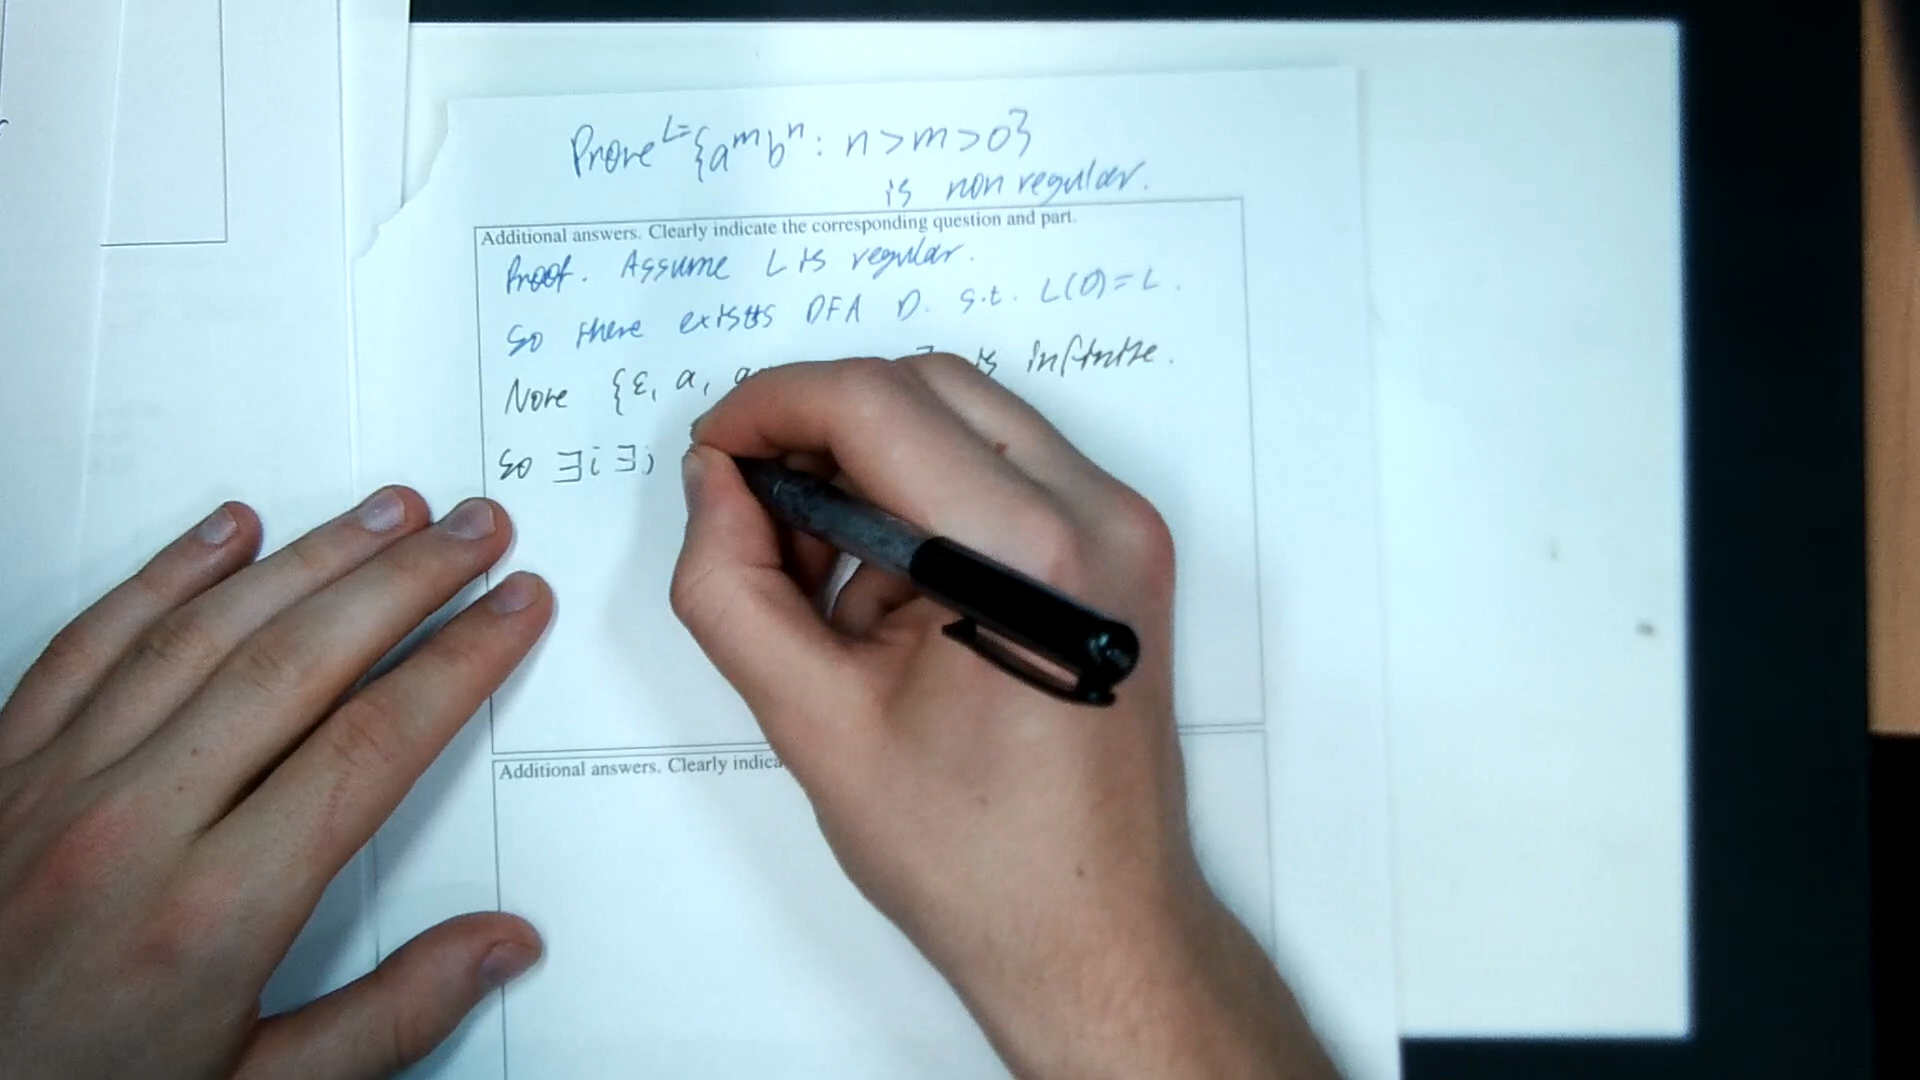 Prove L= {a^m b^n : n > m > 0}
is non regular.
Additional answers. Clearly indicate the corresponding question and part.
Proof. Assume L is regular.
So there exists DFA D. s.t. L(D)=L.
Note {ε, a, is infinite.
So ∃i ∃j
Additional answers. Clearly